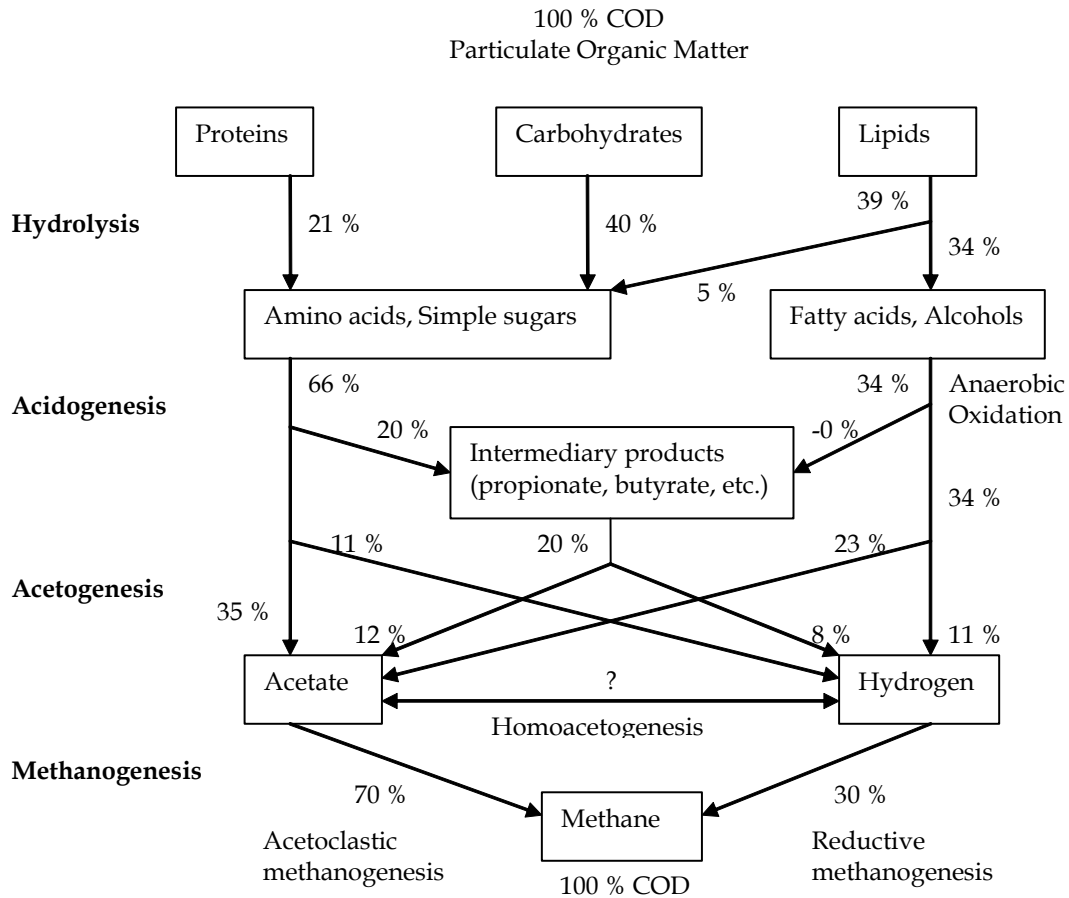 100 % COD
Particulate Organic Matter
Proteins
Carbohydrates
Lipids
Hydrolysis
21 %
40 %
39 %
34 %
5 %
Amino acids, Simple sugars
Fatty acids, Alcohols
Acidogenesis
66 %
34 %
Anaerobic
Oxidation
20 %
-0 %
Intermediary products
(propionate, butyrate, etc.)
34 %
11 %
20 %
23 %
Acetogenesis
35 %
12 %
8 %
11 %
Acetate
?
Hydrogen
Homoacetogenesis
Methanogenesis
70 %
30 %
Methane
Acetoclastic
methanogenesis
Reductive
methanogenesis
100 % COD